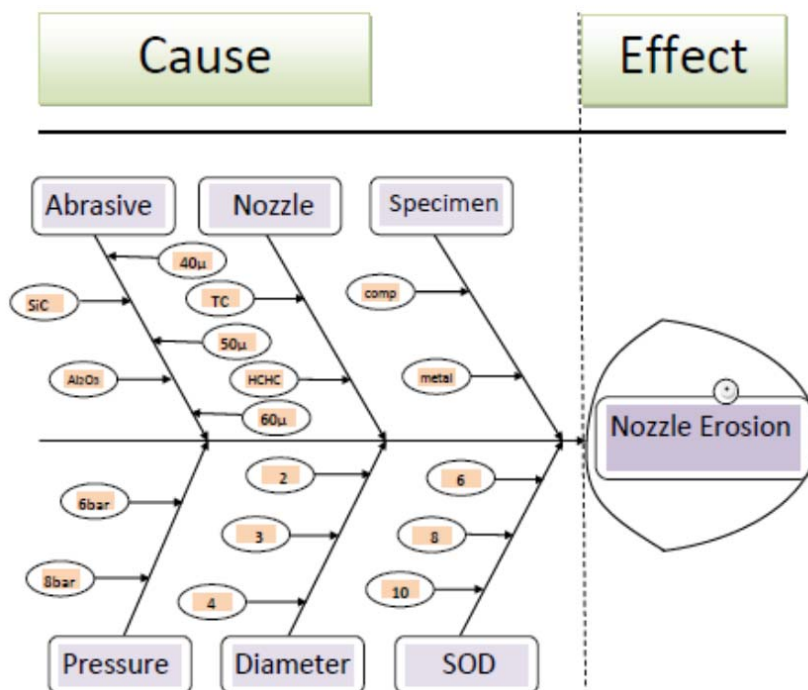 Cause
Effect
Abrasive
Nozzle
Specimen
40µ
SiC
TC
comp
50µ
Al₂O₃
HCHC
metal
60µ
Nozzle Erosion
6bar
2
6
3
8
8bar
4
10
Pressure
Diameter
SOD